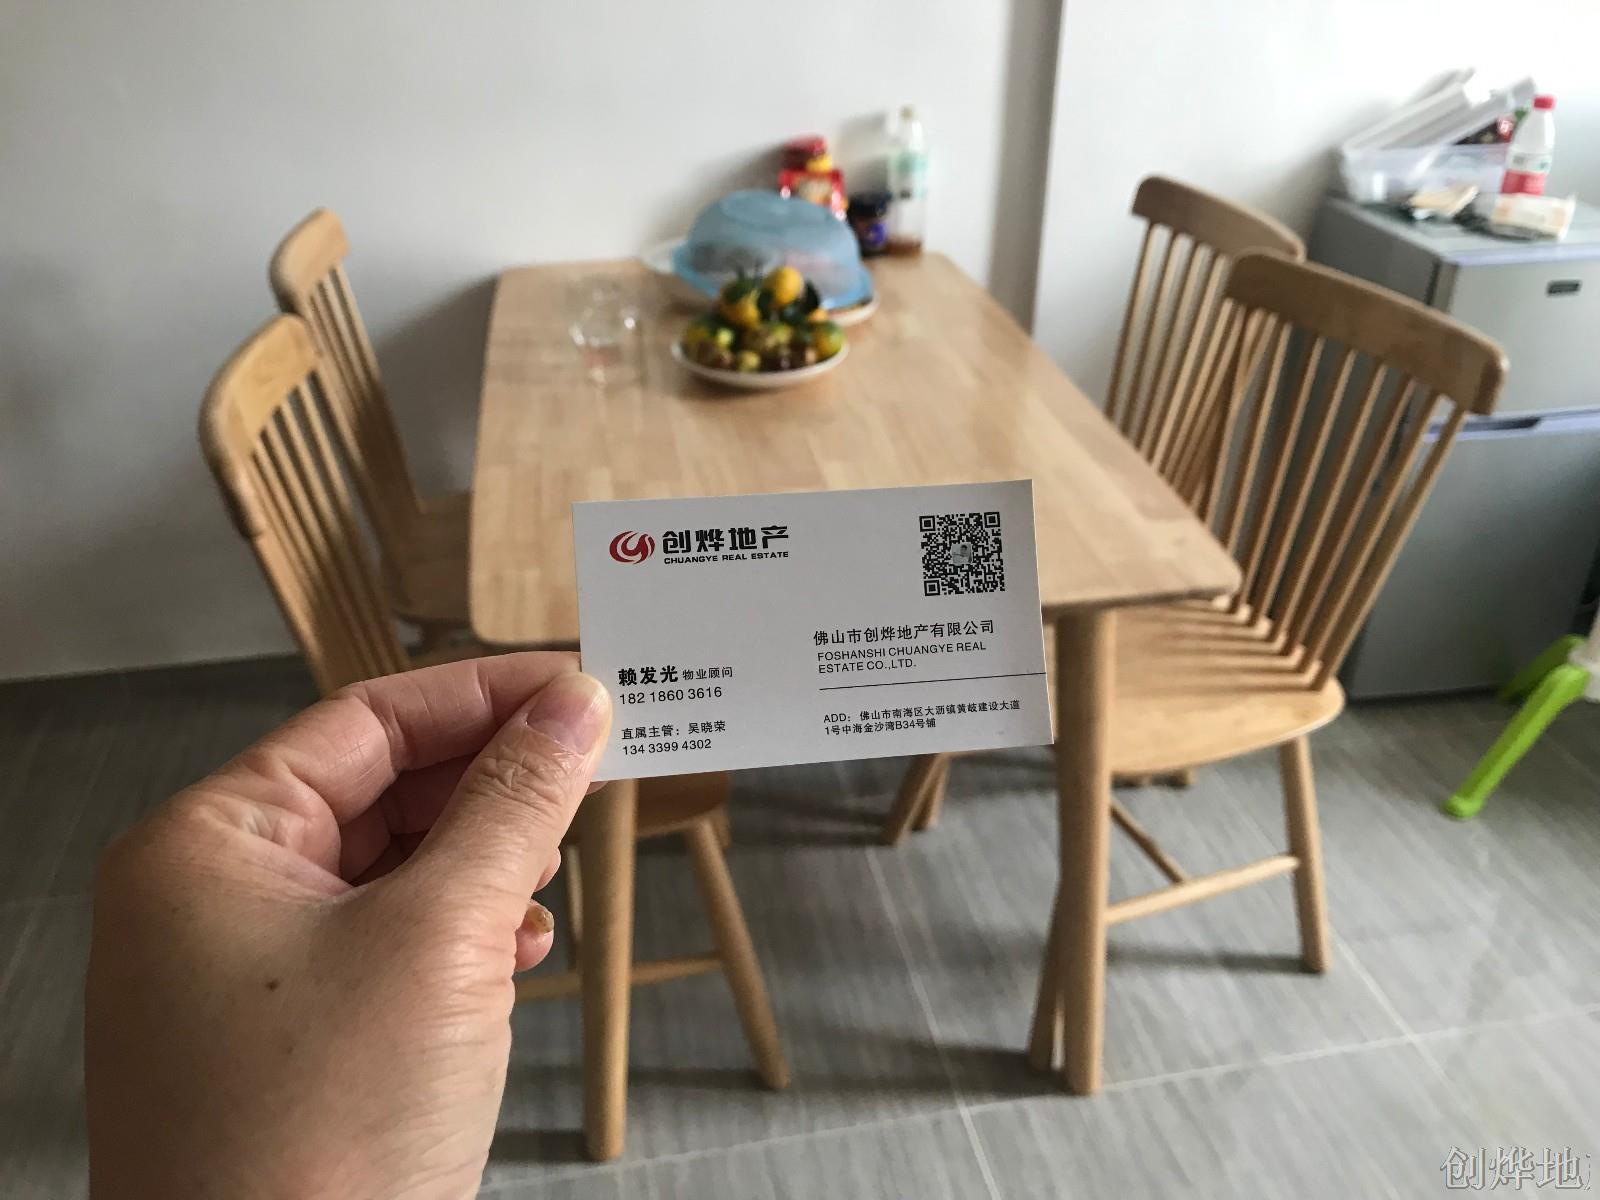 创烨地产
CHUANGYE REAL ESTATE
佛山市创烨地产有限公司
FOSHANSHI CHUANGYE REAL
ESTATE CO.,LTD.
赖发光 物业顾问
182 1860 3616
直属主管：吴晓荣
134 3399 4302
ADD： 佛山市南海区大沥镇黄岐建设大道
1号中海金沙湾B34号铺
创烨地